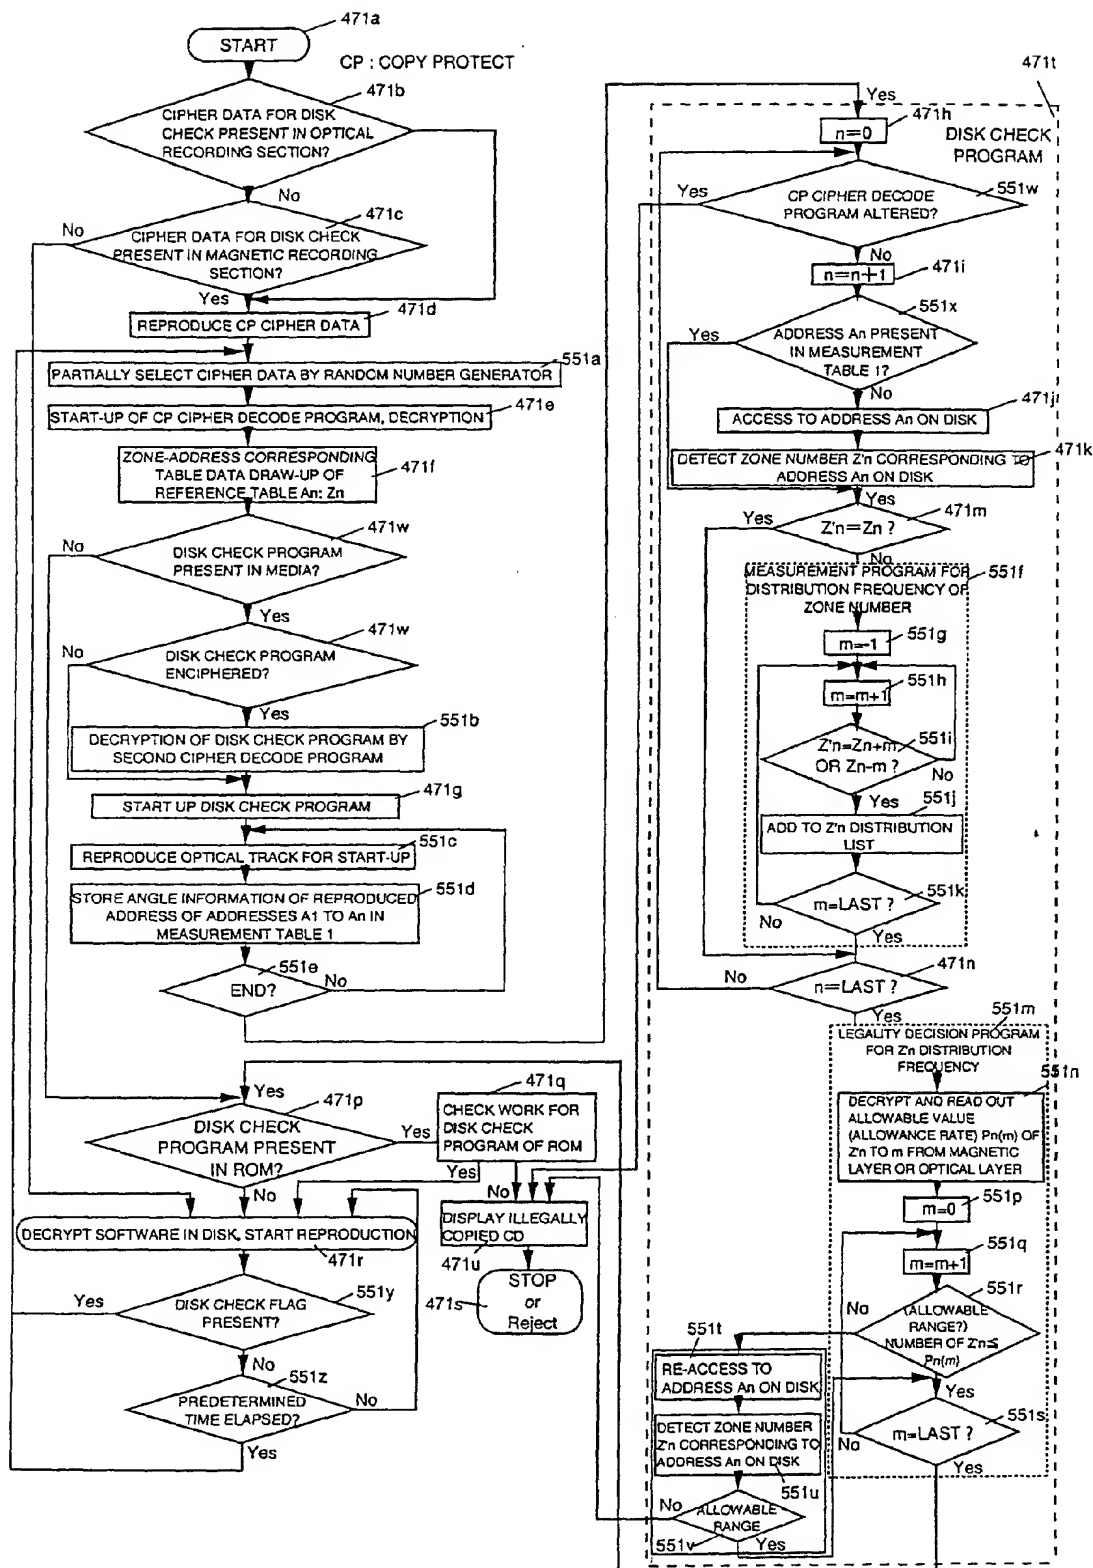 471a
START
CP : COPY PROTECT
471b
CIPHER DATA FOR DISK
CHECK PRESENT IN OPTICAL
RECORDING SECTION?
No
471c
No
CIPHER DATA FOR DISK CHECK
PRESENT IN MAGNETIC RECORDING
SECTION?
Yes
471d
REPRODUCE CP CIPHER DATA
551a
PARTIALLY SELECT CIPHER DATA BY RANDOM NUMBER GENERATOR
START-UP OF CP CIPHER DECODE PROGRAM, DECRYPTION
471e
ZONE-ADDRESS CORRESPONDING
TABLE DATA DRAW-UP OF
REFERENCE TABLE An: Zn
471f
471w
No
DISK CHECK PROGRAM
PRESENT IN MEDIA?
Yes
471w
No
DISK CHECK PROGRAM
ENCIPHERED?
Yes
551b
DECRYPTION OF DISK CHECK PROGRAM BY
SECOND CIPHER DECODE PROGRAM
START UP DISK CHECK PROGRAM
471g
551c
REPRODUCE OPTICAL TRACK FOR START-UP
551d
STORE ANGLE INFORMATION OF REPRODUCED
ADDRESS OF ADDRESSES A1 TO An IN
MEASUREMENT TABLE 1
551e
END?
No
Yes
471p
DISK CHECK
PROGRAM PRESENT
IN ROM?
Yes
No
471q
CHECK WORK FOR
DISK CHECK
PROGRAM OF ROM
Yes
No
DECRYPT SOFTWARE IN DISK, START REPRODUCTION
471r
DISPLAY ILLEGALLY
COPIED CD
471u
STOP
or
Reject
471s
Yes
DISK CHECK FLAG
PRESENT?
551y
No
551z
PREDETERMINED
TIME ELAPSED?
No
Yes
471t
Yes
471h
n=0
DISK CHECK
PROGRAM
Yes
551w
CP CIPHER DECODE
PROGRAM ALTERED?
No
n=n+1
471i
551x
Yes
ADDRESS An PRESENT
IN MEASUREMENT
TABLE 1?
No
471j
ACCESS TO ADDRESS An ON DISK
471k
DETECT ZONE NUMBER Z'n CORRESPONDING TO
ADDRESS An ON DISK
Yes
471m
Yes
Z'n=Zn ?
No
MEASUREMENT PROGRAM FOR
DISTRIBUTION FREQUENCY OF
ZONE NUMBER
551f
551g
m=-1
551h
m=m+1
Z'n=Zn+m
OR Zn-m ?
551i
No
Yes
551j
ADD TO Z'n DISTRIBUTION
LIST
551k
m=LAST ?
No
Yes
471n
No
n=LAST ?
Yes
551m
LEGALITY DECISION PROGRAM
FOR Z'n DISTRIBUTION
FREQUENCY
551n
DECRYPT AND READ OUT
ALLOWABLE VALUE
(ALLOWANCE RATE) Pn(m) OF
Z'n TO m FROM MAGNETIC
LAYER OR OPTICAL LAYER
551p
m=0
551q
m=m+1
551r
No
(ALLOWABLE
RANGE?)
NUMBER OF Z'n≦
Pn(m)
Yes
551s
m=LAST ?
No
Yes
551t
RE-ACCESS TO
ADDRESS An ON DISK
DETECT ZONE NUMBER
Z'n CORRESPONDING TO
ADDRESS An ON DISK
551u
No
ALLOWABLE
RANGE
551v
Yes